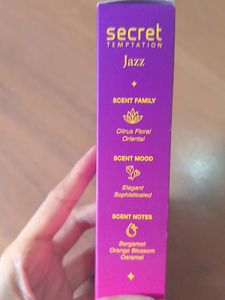 secret
TEMPTATION
Jazz
SCENT FAMILY
Citrus Floral
Oriental
SCENT MOOD
Elegant
Sophisticated
SCENT NOTES
Bergamot
Orange Blossom
Caramel